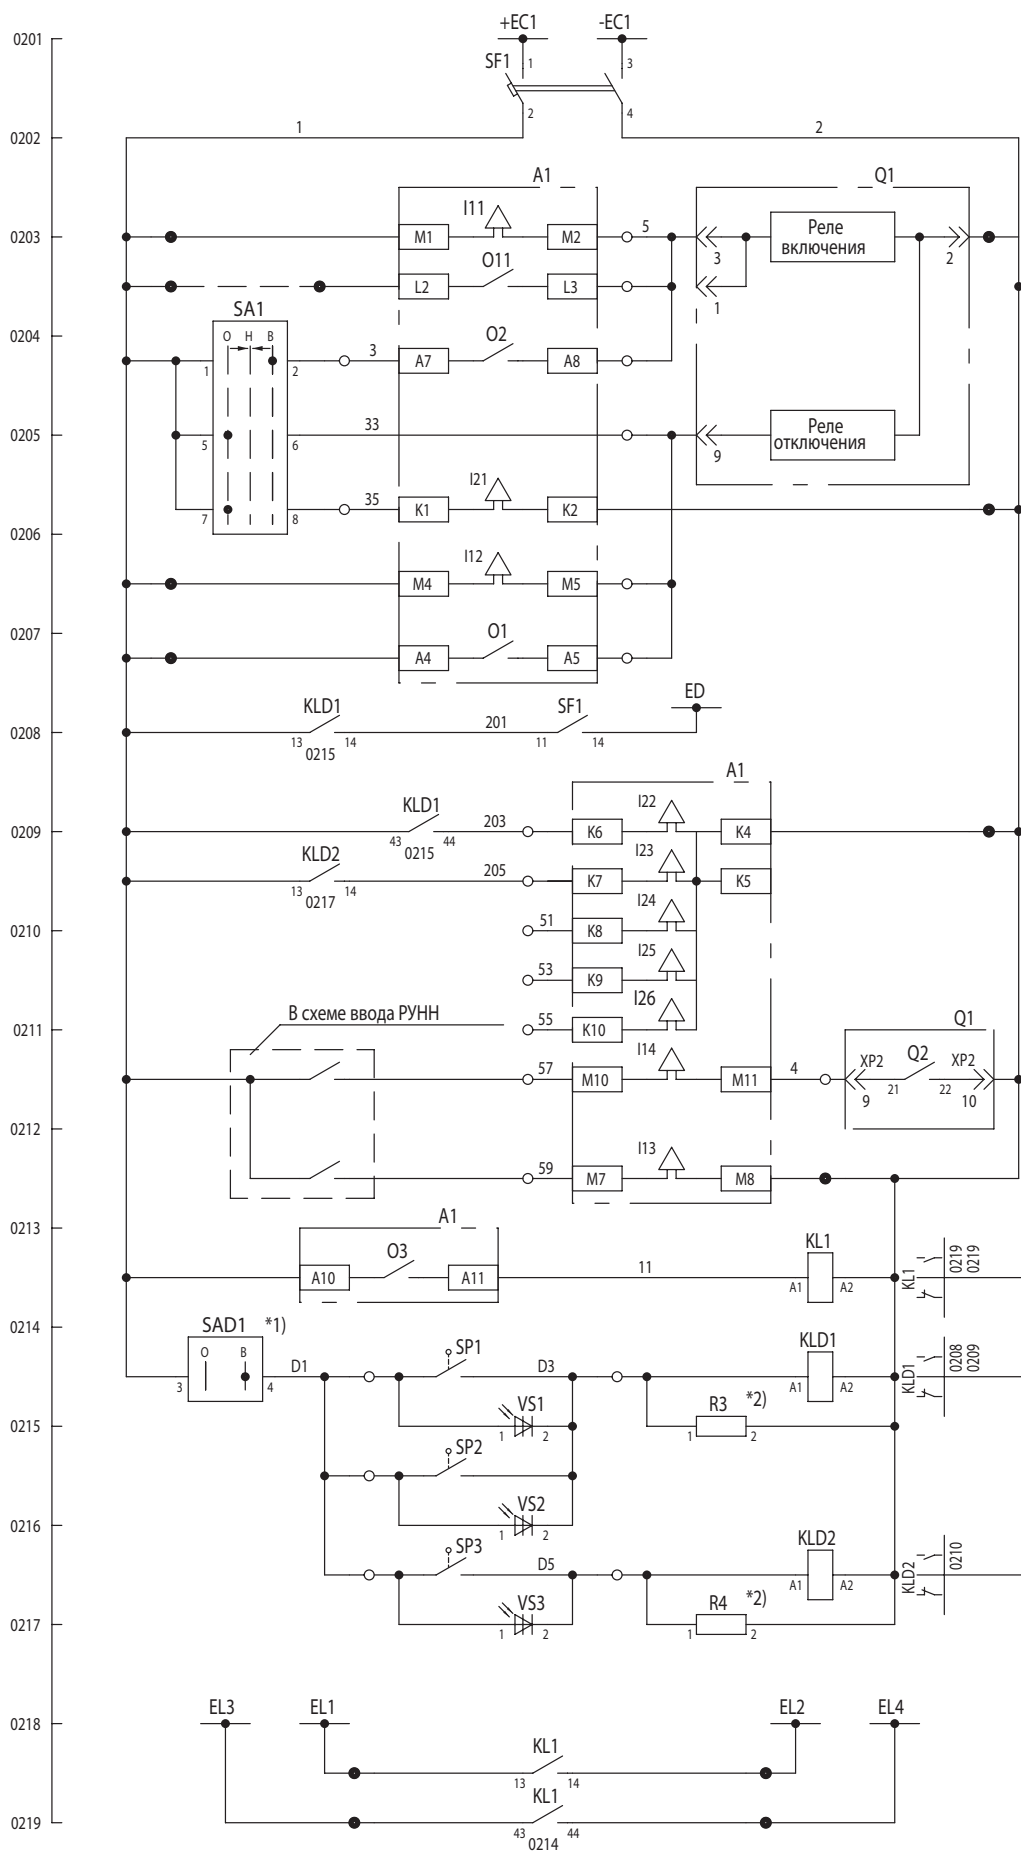 0201
+EC1 -EC1
SF1 1 3
2 4
0202
1 2
A1 Q1
0203
M1 I11 M2 5 3 Реле включения 2
L2 O11 L3 1
SA1
0204
O H B
1 2 3 A7 O2 A8
0205
5 6 33 9 Реле отключения
7 8 35 K1 I21 K2
0206
M4 I12 M5
0207
A4 O1 A5
ED
0208
KLD1 201 SF1
13 14 11 14
0215
A1
0209
KLD1 203 K6 I22 K4
43 44
0215
KLD2 205 K7 I23 K5
13 14
0217
0210
51 K8 I24
53 K9 I25
0211
В схеме ввода РУНН
55 K10 I26
Q1
57 M10 I14 M11 4 XP2 Q2 XP2
9 21 22 10
0212
59 M7 I13 M8
0213
A1
A10 O3 A11 11 KL1
A1 A2
KL1 0219 0219
0214
SAD1 *1)
O B
3 4 D1 SP1 D3 KLD1
A1 A2
KLD1 0208 0209
0215
VS1 1 2
R3 *2) 1 2
SP2
0216
VS2 1 2
SP3 D5 KLD2
A1 A2
KLD2 0210
0217
VS3 1 2
R4 *2) 1 2
EL3 EL1 EL2 EL4
0218
KL1
13 14
KL1
0219
43 44
0214